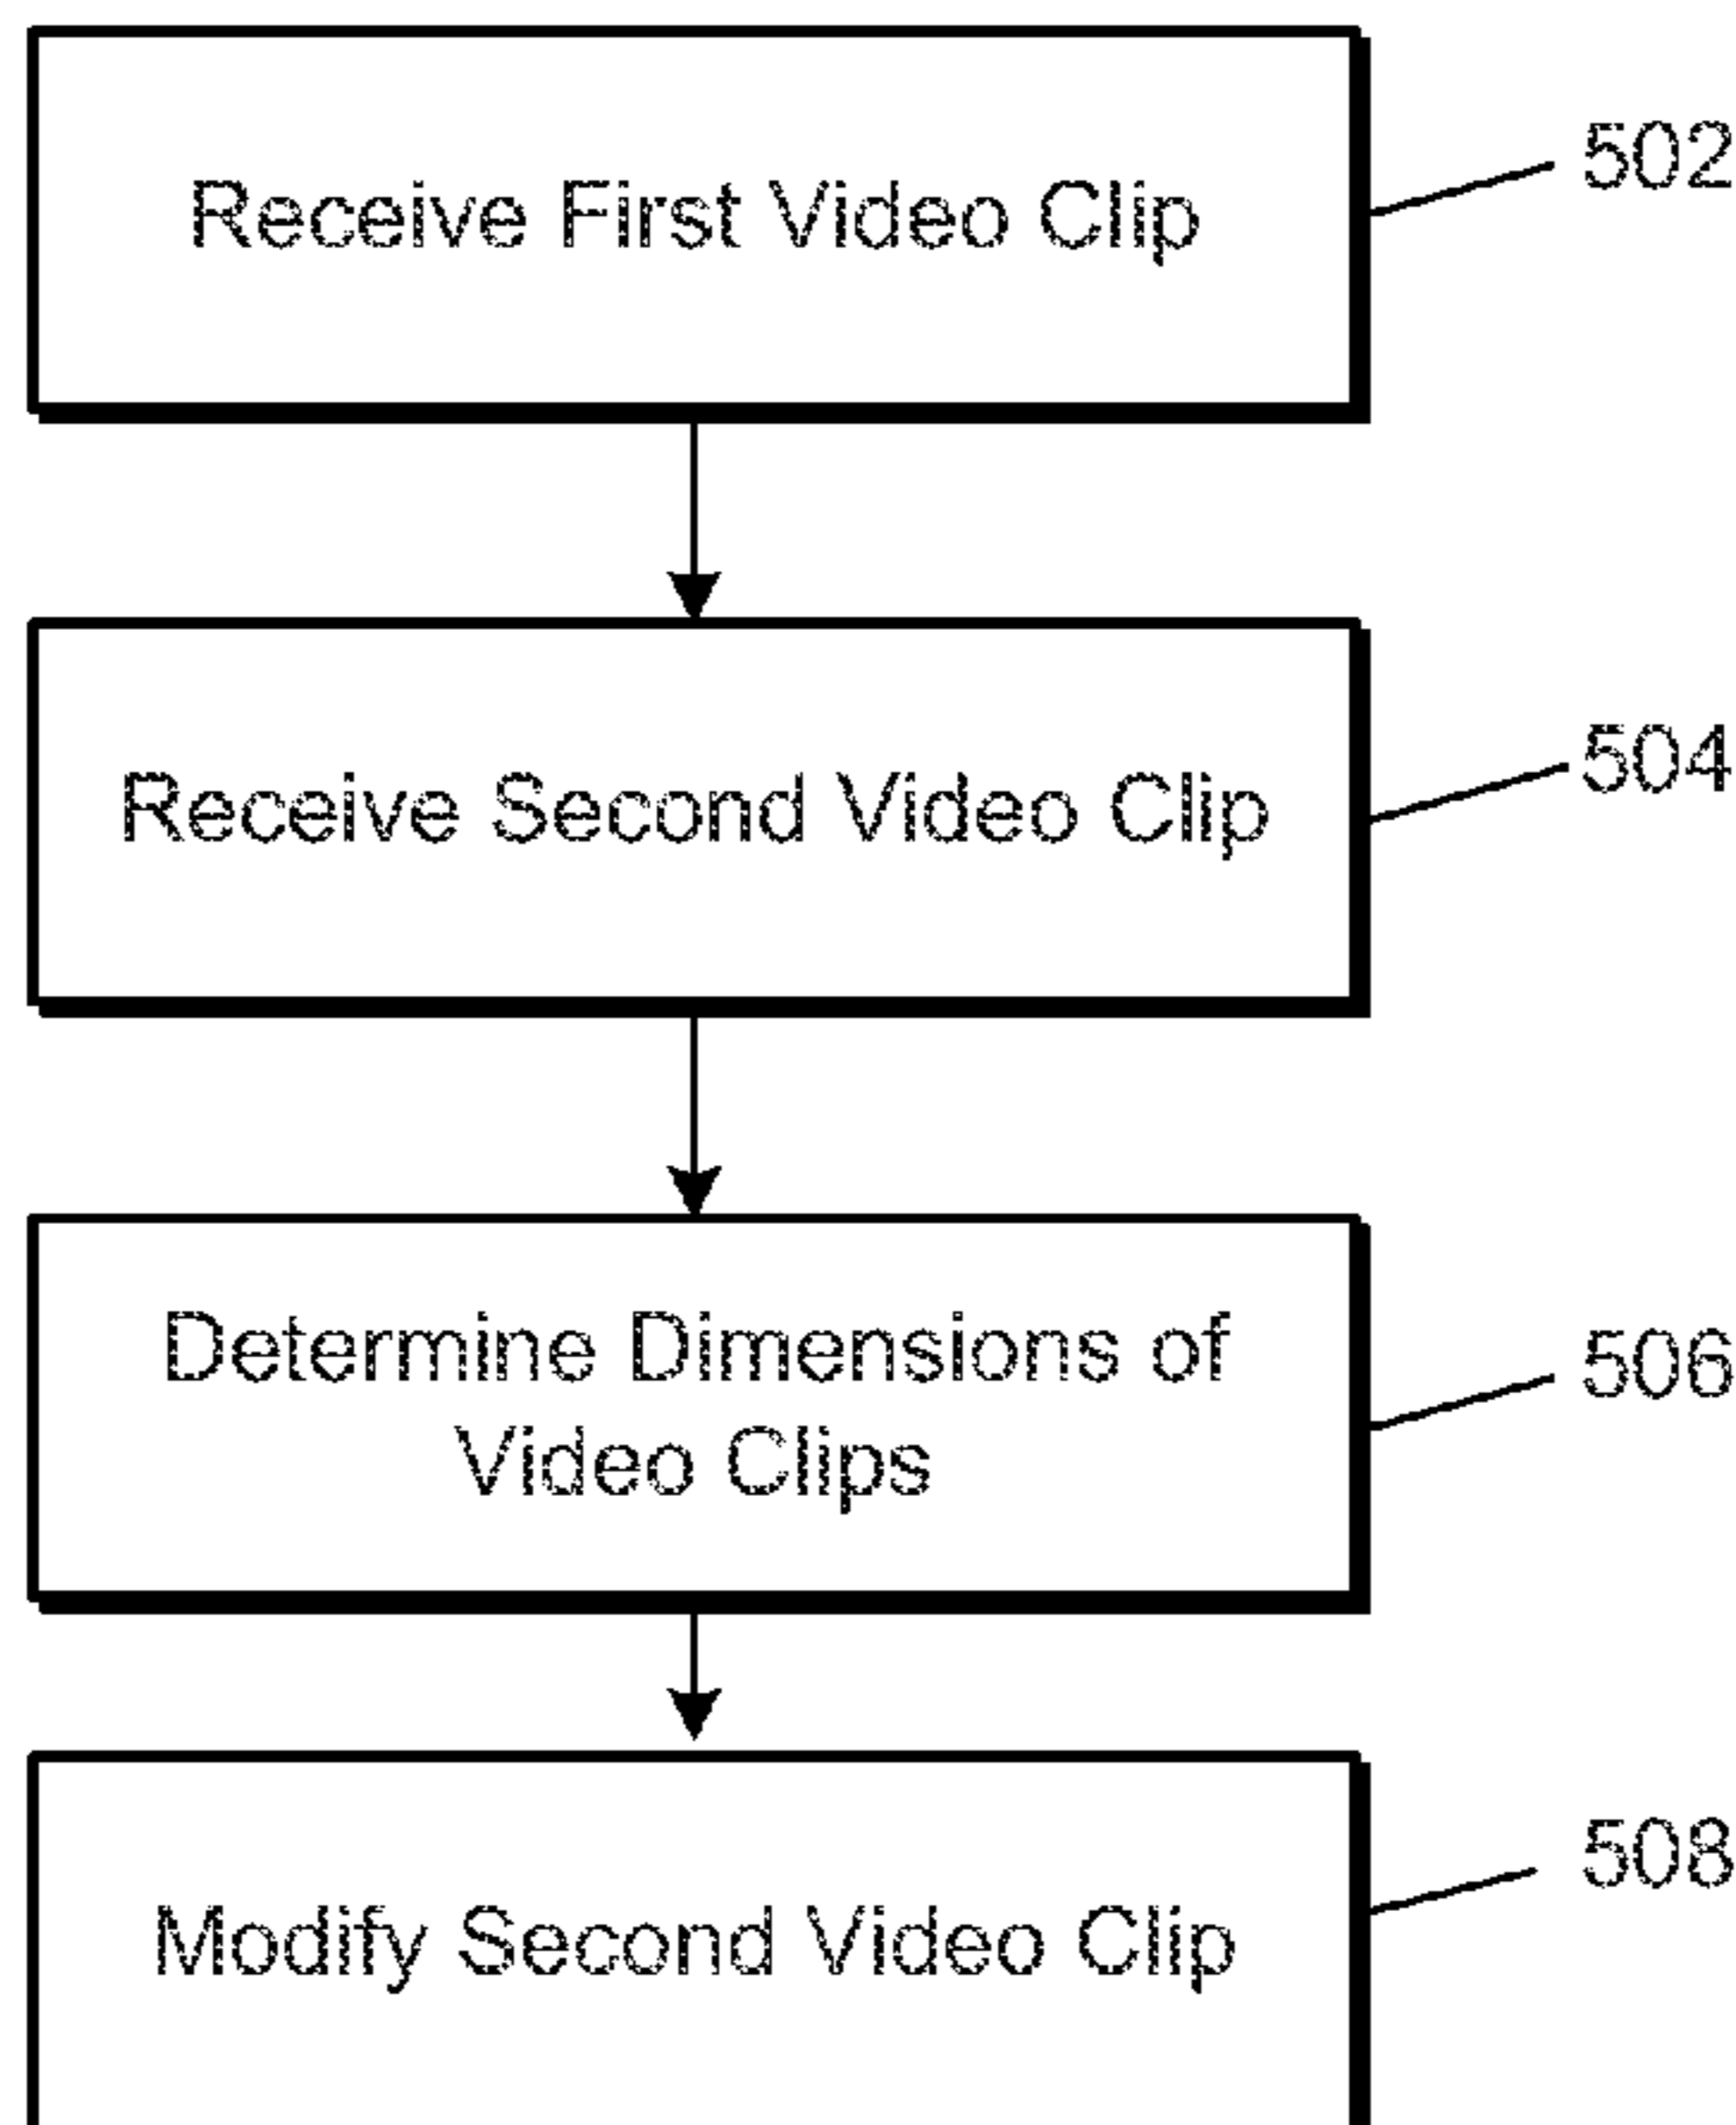 Receive First Video Clip
502
Receive Second Video Clip
504
Determine Dimensions of
Video Clips
506
Modify Second Video Clip
508